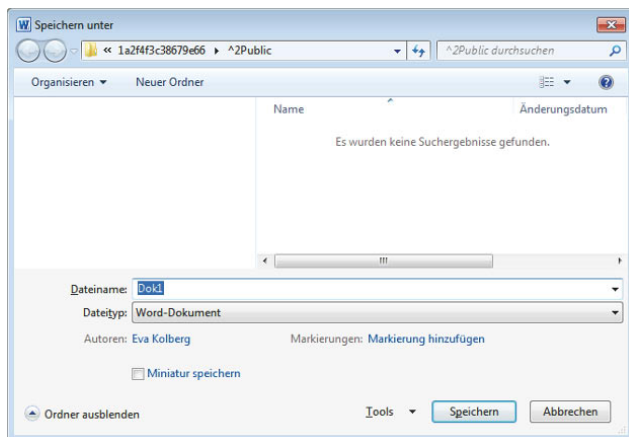 Speichern unter
« 1a2f4f3c38679e66 ▸ ^2Public
^2Public durchsuchen
Organisieren ▾ Neuer Ordner
Name Änderungsdatum
Es wurden keine Suchergebnisse gefunden.
Dateiname: Dok1
Dateityp: Word-Dokument
Autoren: Eva Kolberg Markierungen: Markierung hinzufügen
Miniatur speichern
Ordner ausblenden Tools ▾ Speichern Abbrechen